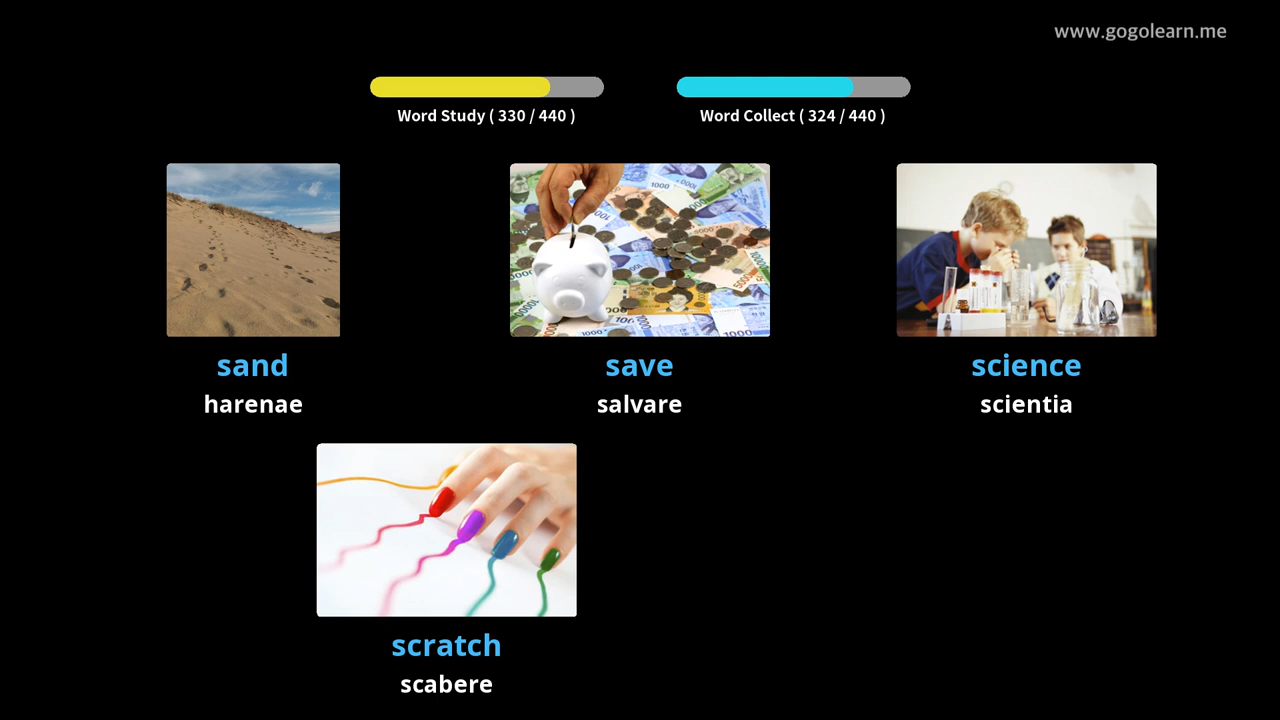 www.gogolearn.me
Word Study ( 330 / 440 )
Word Collect ( 324 / 440 )
sand
harenae
save
salvare
science
scientia
scratch
scabere